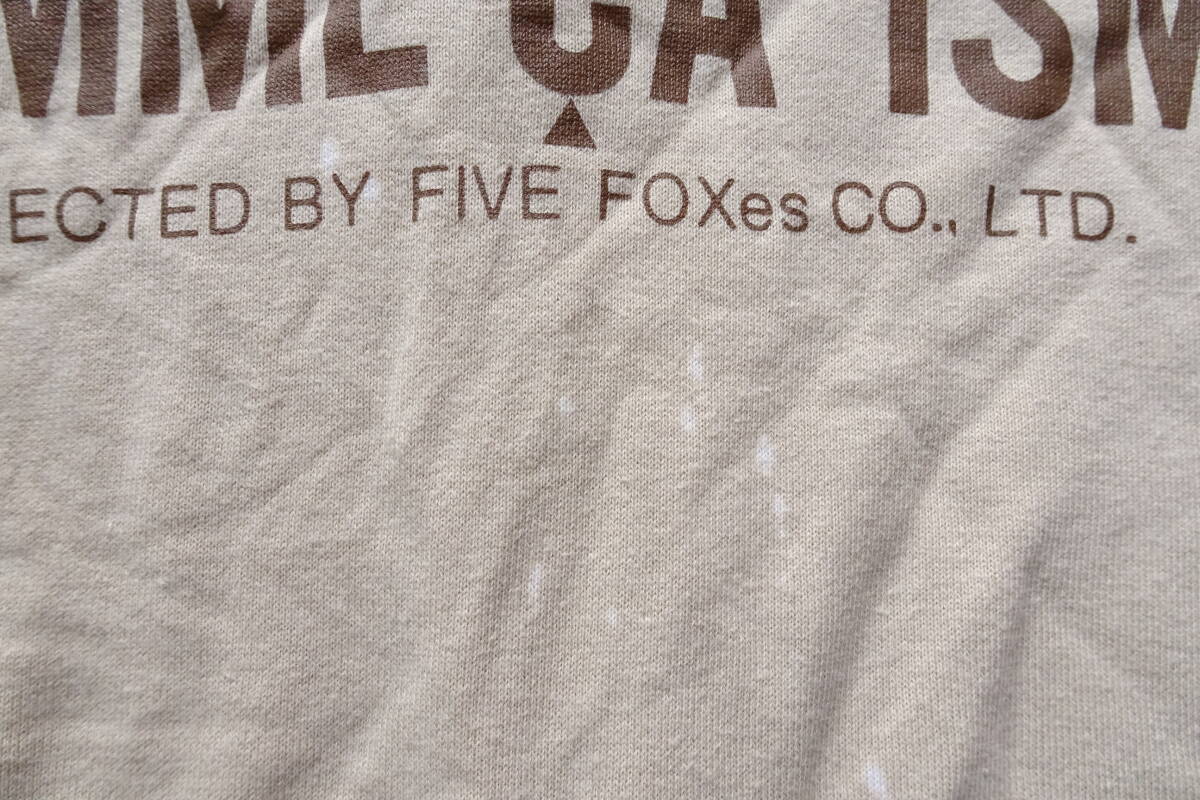 MME CA ISM
ECTED BY FIVE FOXes CO., LTD.